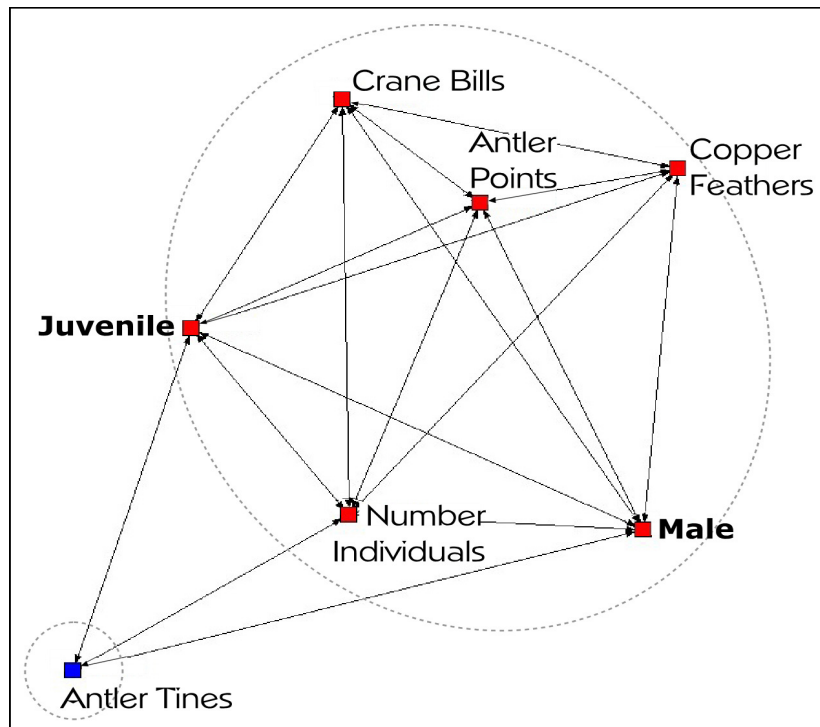 Crane Bills
Antler
Points
Copper
Feathers
Juvenile
Number
Individuals
Male
Antler Tines